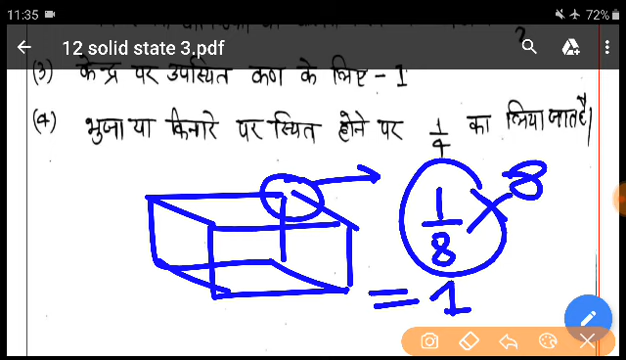 11:35 72%
12 solid state 3.pdf
(3) केन्द्र पर उपस्थित कण के लिए - 1
(4) भुजा या किनारे पर स्थित होने पर 1/4 का लिया जाता है।
1/8 × 8
= 1